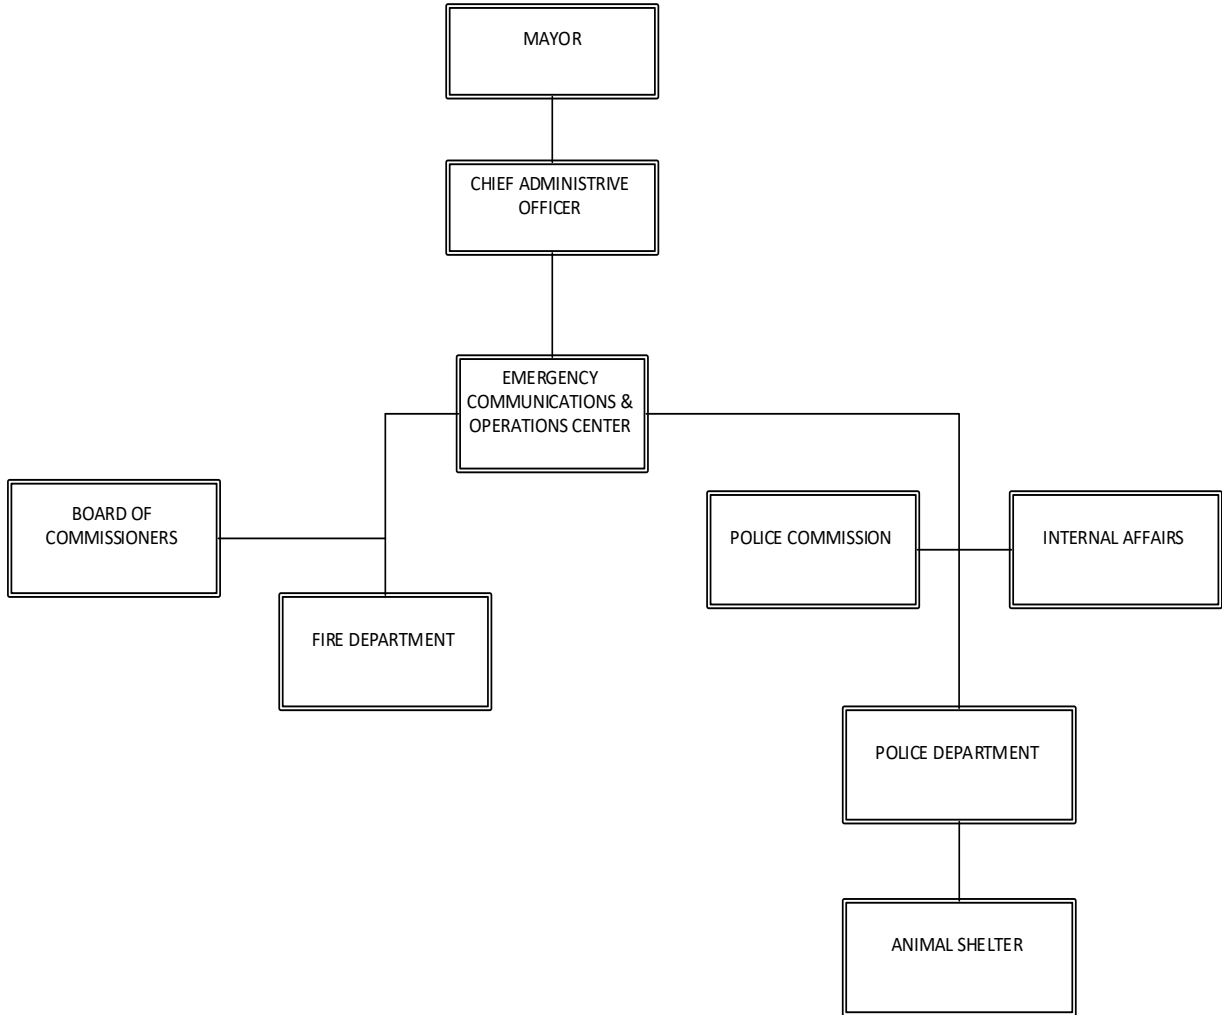 MAYOR
CHIEF ADMINISTRIVE
OFFICER
EMERGENCY
COMMUNICATIONS &
OPERATIONS CENTER
BOARD OF
COMMISSIONERS
POLICE COMMISSION
INTERNAL AFFAIRS
FIRE DEPARTMENT
POLICE DEPARTMENT
ANIMAL SHELTER